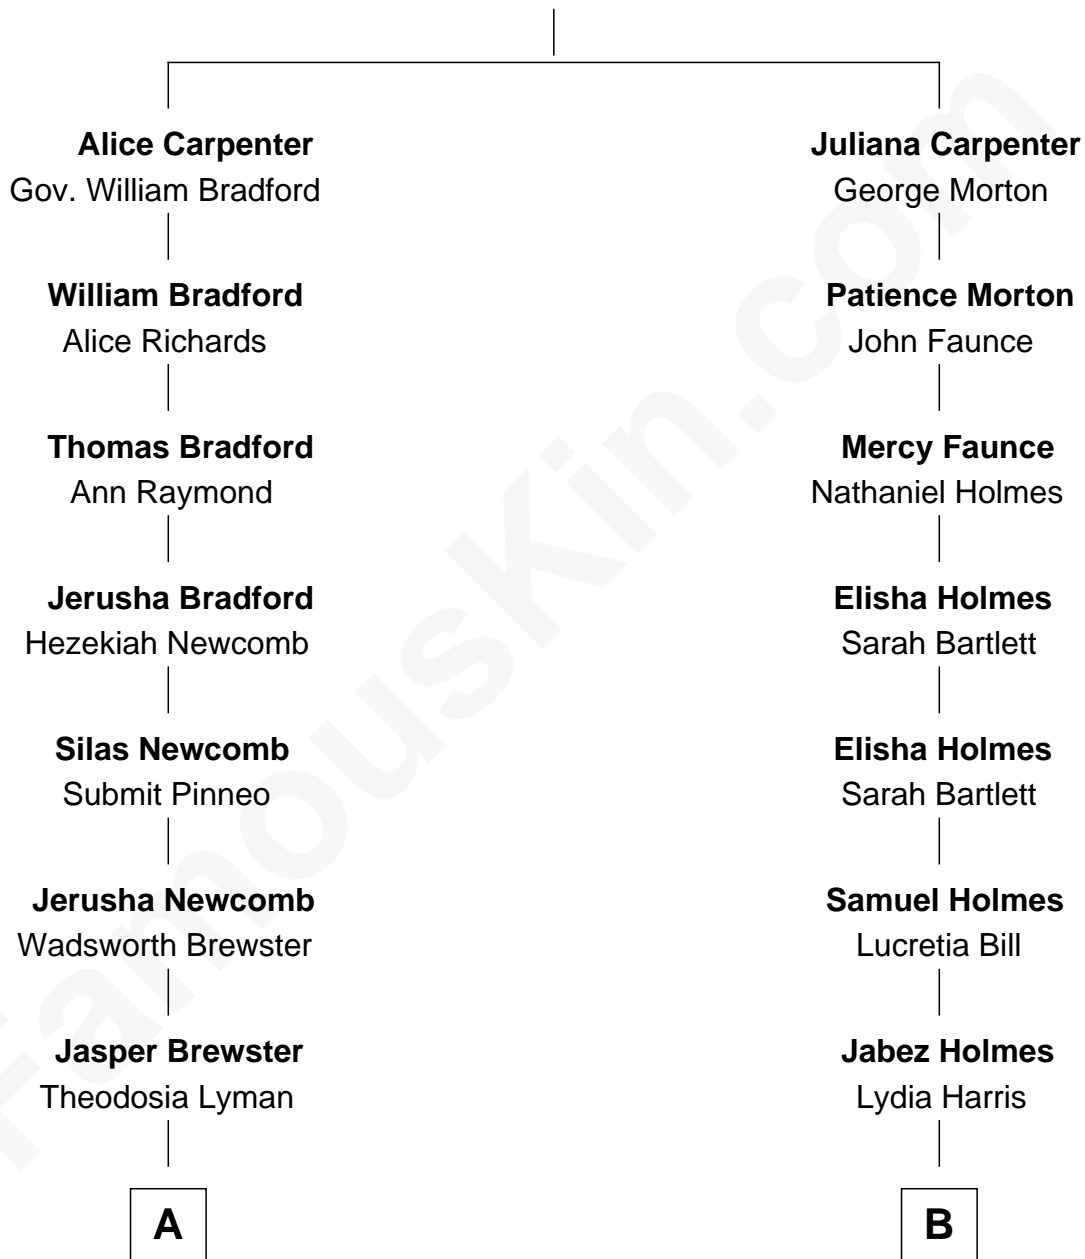 Alice Carpenter
Gov. William Bradford
Juliana Carpenter
George Morton
William Bradford
Alice Richards
Patience Morton
John Faunce
Thomas Bradford
Ann Raymond
Mercy Faunce
Nathaniel Holmes
Jerusha Bradford
Hezekiah Newcomb
Elisha Holmes
Sarah Bartlett
Silas Newcomb
Submit Pinneo
Elisha Holmes
Sarah Bartlett
Jerusha Newcomb
Wadsworth Brewster
Samuel Holmes
Lucretia Bill
Jasper Brewster
Theodosia Lyman
Jabez Holmes
Lydia Harris
A
B
FamousKin.com